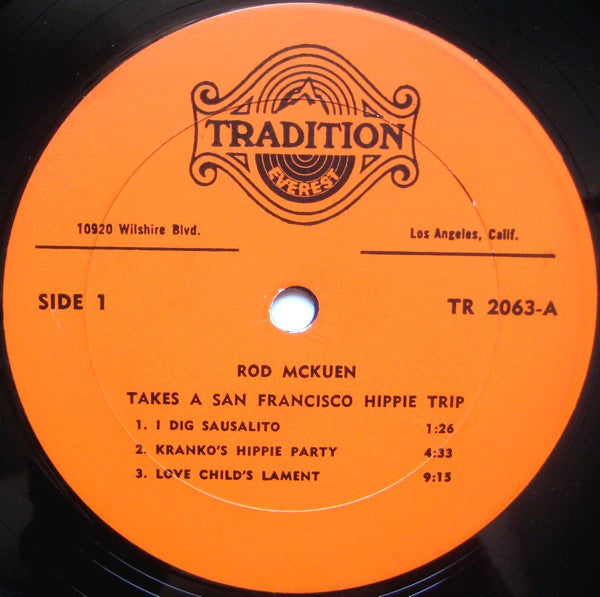 TRADITION
EVEREST
10920 Wilshire Blvd.
Los Angeles, Calif.
SIDE 1
TR 2063-A
ROD MCKUEN
TAKES A SAN FRANCISCO HIPPIE TRIP
1. I DIG SAUSALITO 1:26
2. KRANKO'S HIPPIE PARTY 4:33
3. LOVE CHILD'S LAMENT 9:15